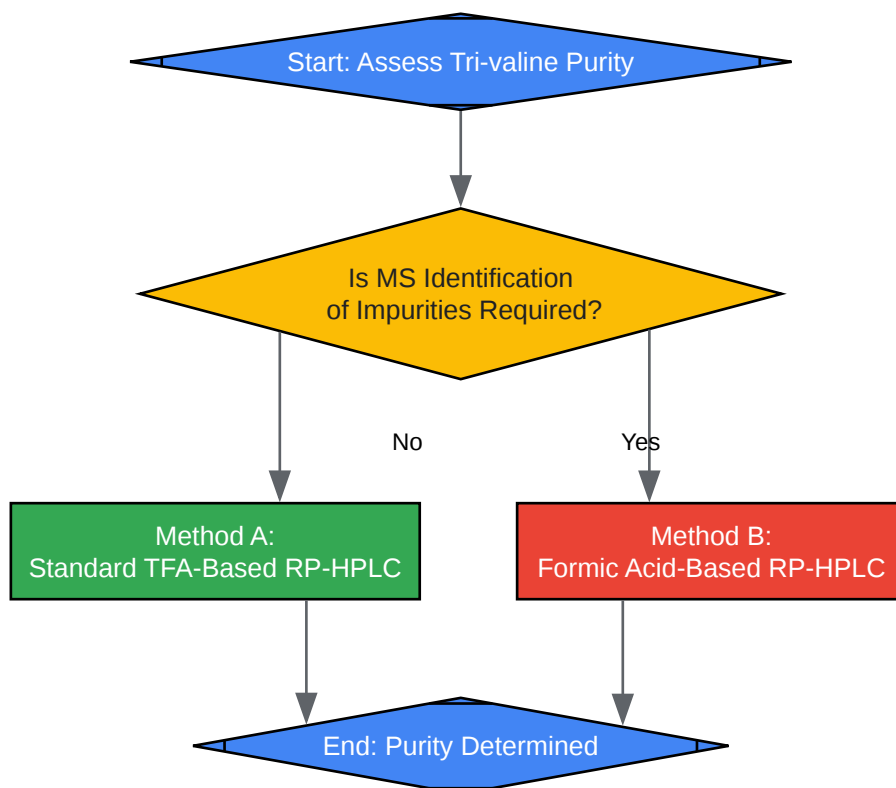 Start: Assess Tri-valine Purity
Is MS Identification
of Impurities Required?
No
Yes
Method A:
Standard TFA-Based RP-HPLC
Method B:
Formic Acid-Based RP-HPLC
End: Purity Determined